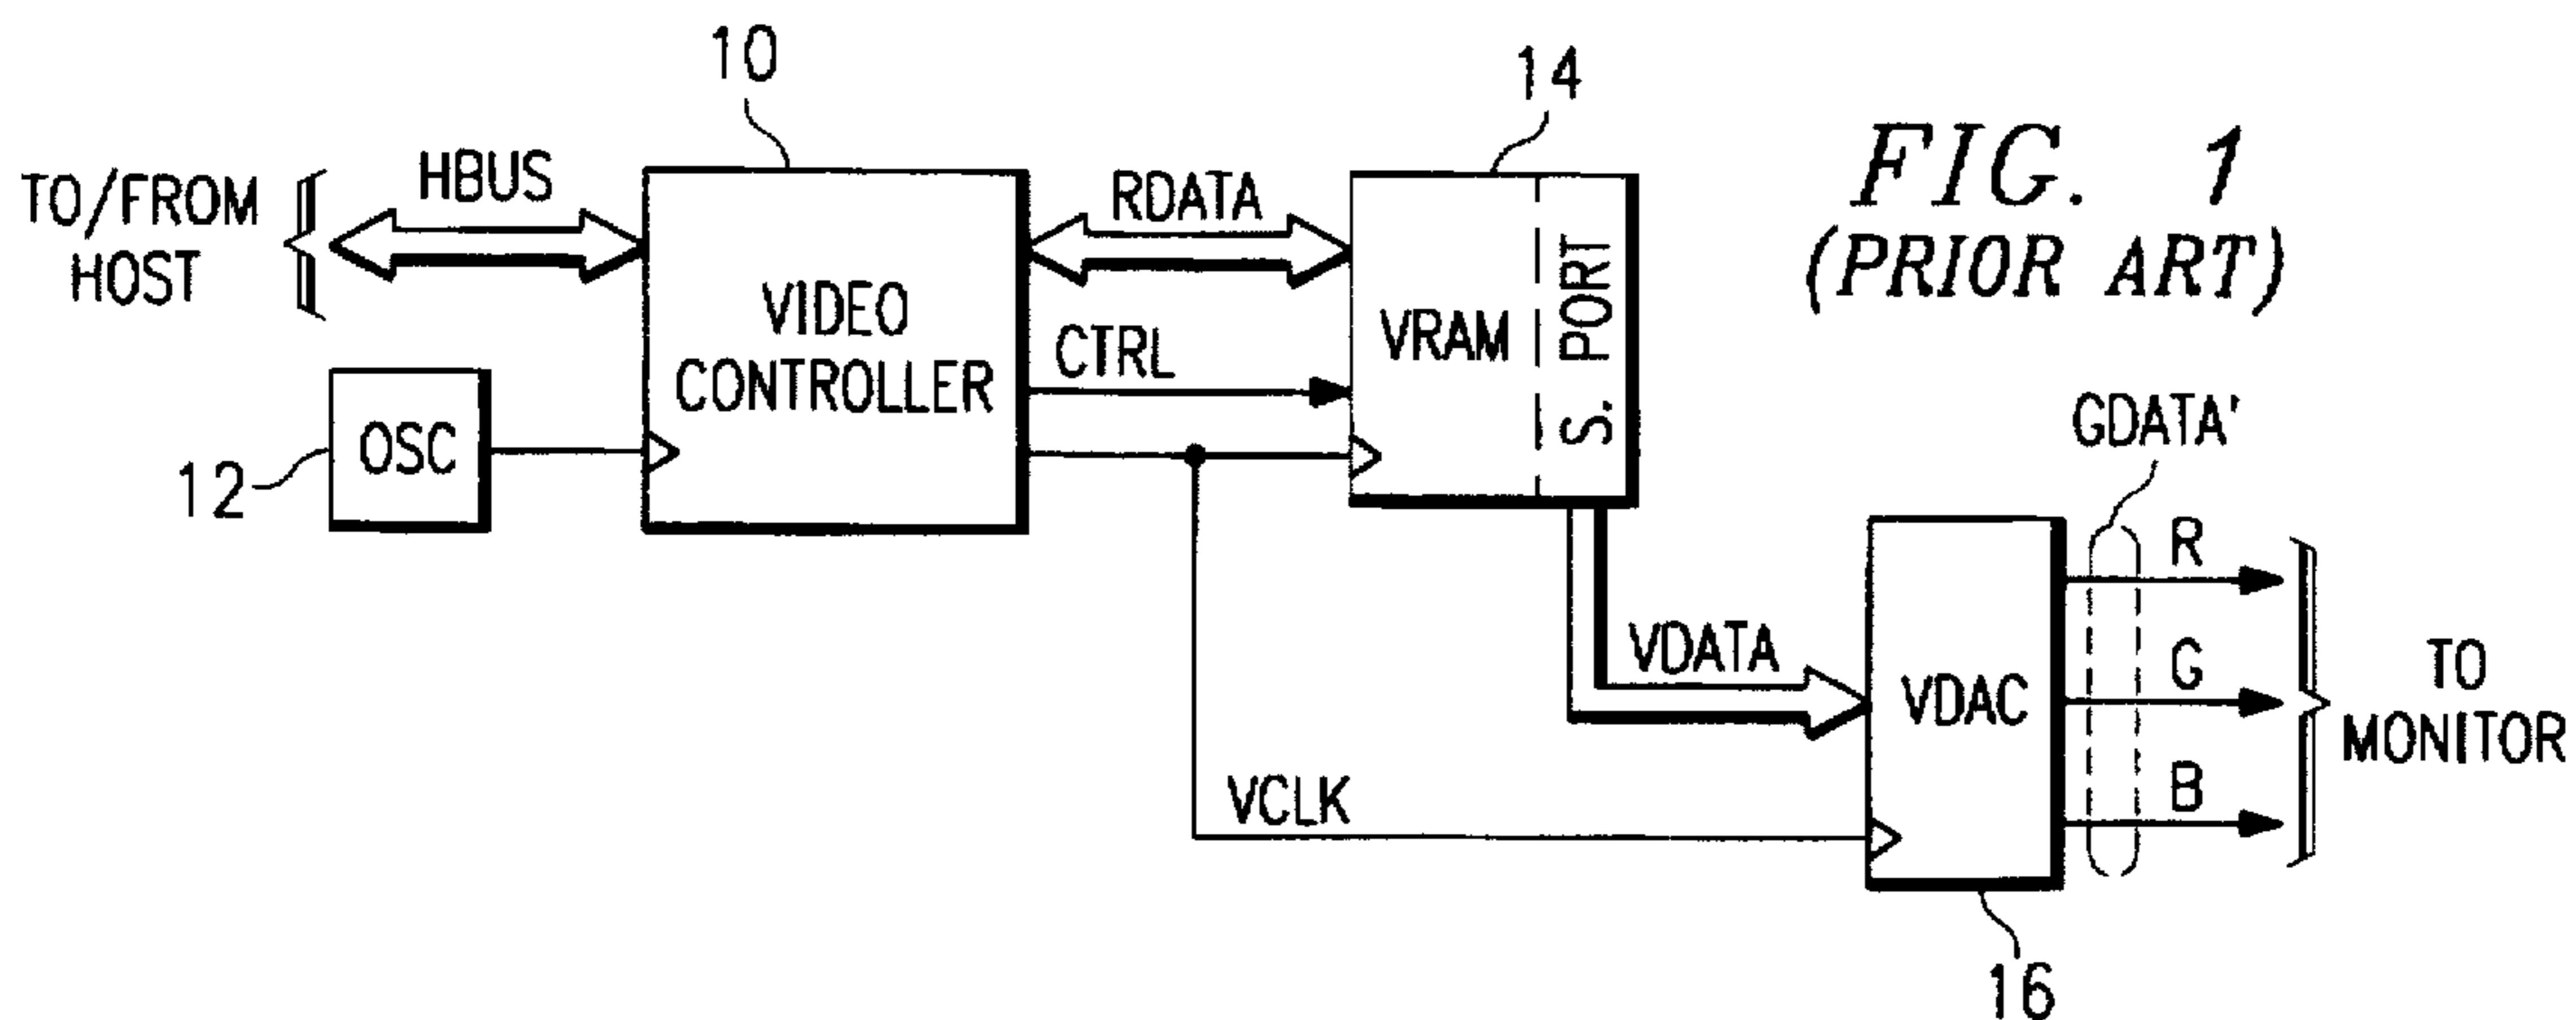 10
14
FIG. 1
(PRIOR ART)
TO/FROM
HOST
HBUS
RDATA
VIDEO
CONTROLLER
CTRL
VRAM
S. PORT
OSC
12
GDATA'
R
G
B
VDATA
VDAC
TO
MONITOR
VCLK
16